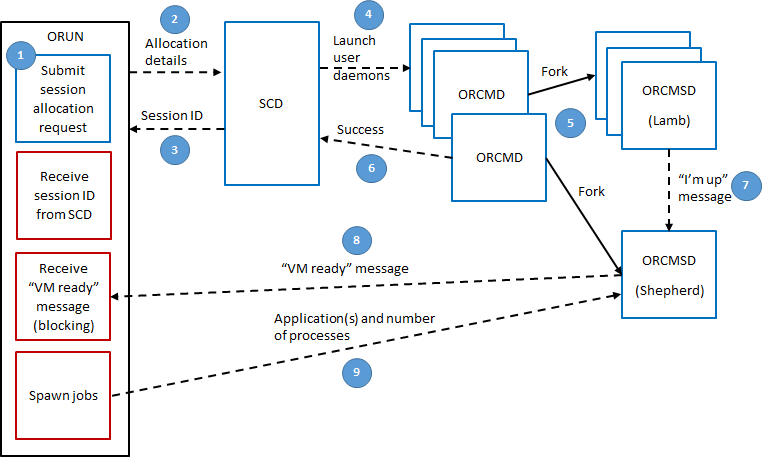 ORUN
1
Submit
session
allocation
request
Receive
session ID
from SCD
Receive
“VM ready”
message
(blocking)
Spawn jobs
2
Allocation
details
Session ID
3
SCD
4
Launch
user
daemons
Success
6
ORCMD
ORCMD
Fork
5
Fork
ORCMSD
(Lamb)
“I’m up”
message
7
ORCMSD
(Shepherd)
8
“VM ready” message
Application(s) and number
of processes
9